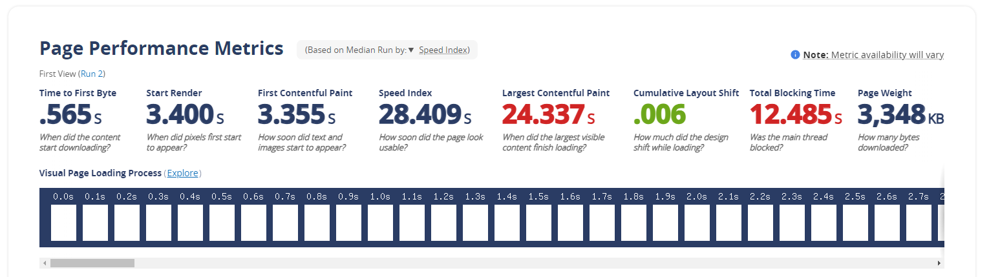 Page Performance Metrics (Based on Median Run by:▼ Speed Index)
Note: Metric availability will vary
First View (Run 2)
Time to First Byte Start Render First Contentful Paint Speed Index Largest Contentful Paint Cumulative Layout Shift Total Blocking Time Page Weight
.565 S 3.400 S 3.355 S 28.409 S 24.337 S .006 12.485 S 3,348 KB
When did the content When did pixels first start How soon did text and How soon did the page look When did the largest visible How much did the design Was the main thread How many bytes
start downloading? to appear? images start to appear? usable? content finish loading? shift while loading? blocked? downloaded?
Visual Page Loading Process (Explore)
0.0s 0.1s 0.2s 0.3s 0.4s 0.5s 0.6s 0.7s 0.8s 0.9s 1.0s 1.1s 1.2s 1.3s 1.4s 1.5s 1.6s 1.7s 1.8s 1.9s 2.0s 2.1s 2.2s 2.3s 2.4s 2.5s 2.6s 2.7s